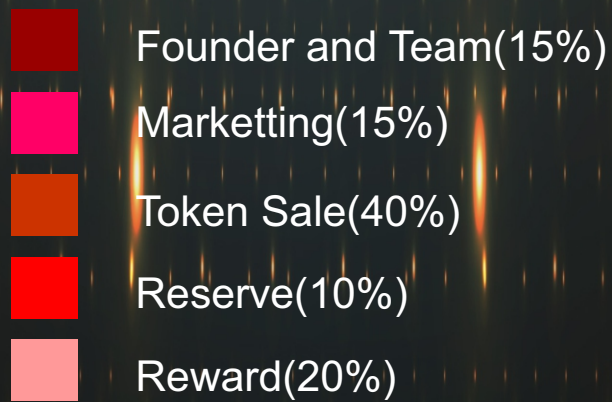 Founder and Team(15%)
Marketting(15%)
Token Sale(40%)
Reserve(10%)
Reward(20%)